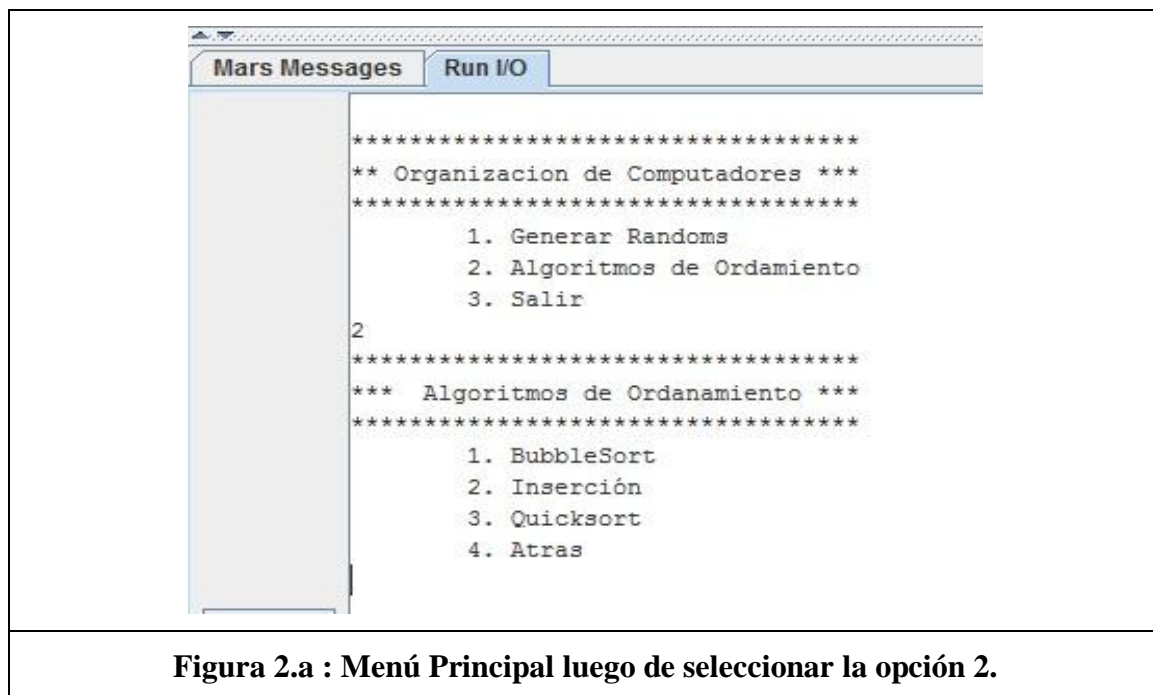 Mars Messages Run I/O
***********************************
** Organizacion de Computadores ***
***********************************
1. Generar Randoms
2. Algoritmos de Ordamiento
3. Salir
2
***********************************
*** Algoritmos de Ordanamiento ***
***********************************
1. BubbleSort
2. Inserción
3. Quicksort
4. Atras
Figura 2.a : Menú Principal luego de seleccionar la opción 2.